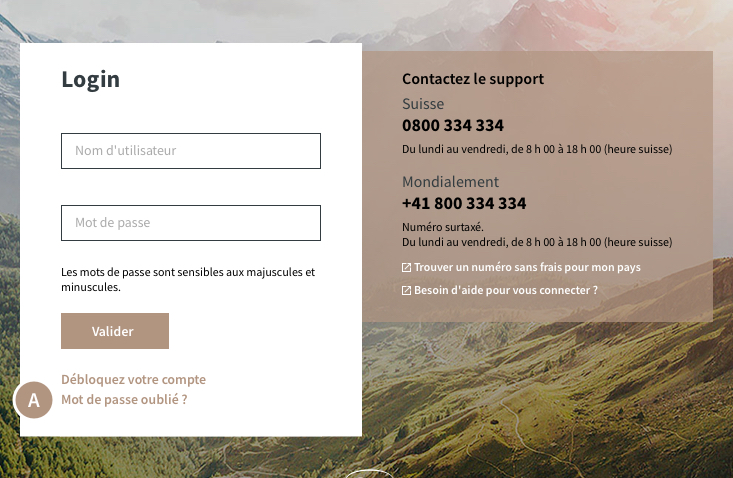 Login
Nom d'utilisateur
Mot de passe
Les mots de passe sont sensibles aux majuscules et
minuscules.
Valider
Débloquez votre compte
Mot de passe oublié ?
A
Contactez le support
Suisse
0800 334 334
Du lundi au vendredi, de 8 h 00 à 18 h 00 (heure suisse)
Mondialement
+41 800 334 334
Numéro surtaxé.
Du lundi au vendredi, de 8 h 00 à 18 h 00 (heure suisse)
Trouver un numéro sans frais pour mon pays
Besoin d'aide pour vous connecter ?